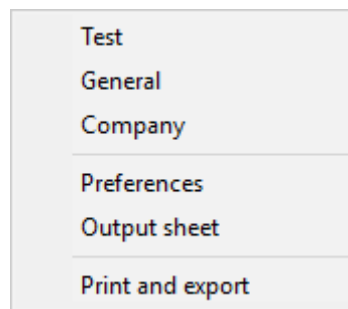 Test
General
Company
Preferences
Output sheet
Print and export